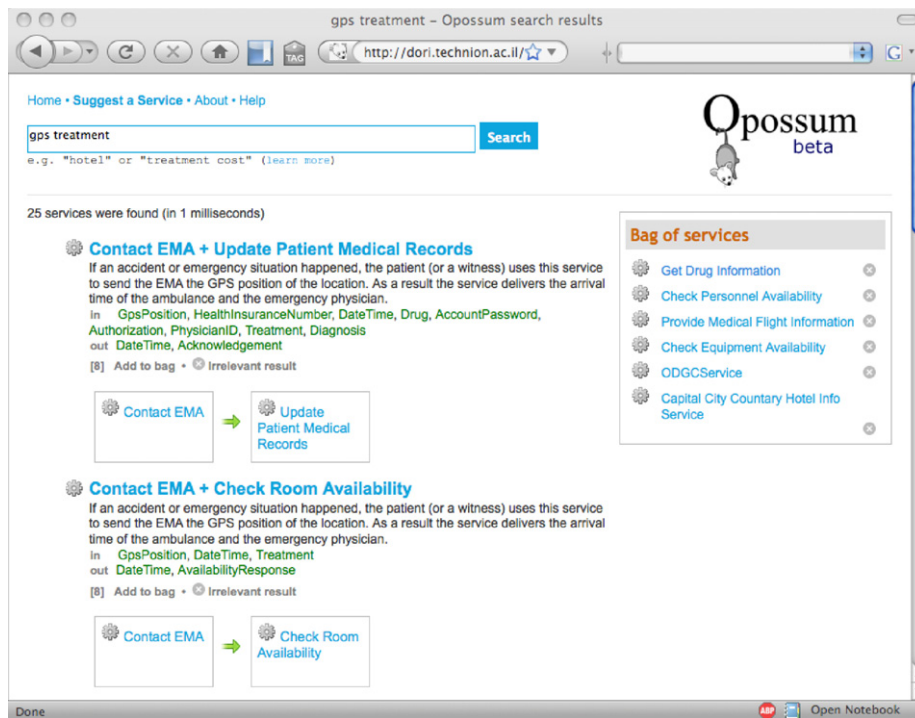 gps treatment – Opossum search results
TAG
http://dori.technion.ac.il/
G
Home • Suggest a Service • About • Help
gps treatment
Search
e.g. "hotel" or "treatment cost" (learn more)
Opossum
beta
25 services were found (in 1 milliseconds)
Contact EMA + Update Patient Medical Records
If an accident or emergency situation happened, the patient (or a witness) uses this service
to send the EMA the GPS position of the location. As a result the service delivers the arrival
time of the ambulance and the emergency physician.
in GpsPosition, HealthInsuranceNumber, DateTime, Drug, AccountPassword,
Authorization, PhysicianID, Treatment, Diagnosis
out DateTime, Acknowledgement
[8] Add to bag • Irrelevant result
Contact EMA
Update
Patient Medical
Records
Contact EMA + Check Room Availability
If an accident or emergency situation happened, the patient (or a witness) uses this service
to send the EMA the GPS position of the location. As a result the service delivers the arrival
time of the ambulance and the emergency physician.
in GpsPosition, DateTime, Treatment
out DateTime, AvailabilityResponse
[8] Add to bag • Irrelevant result
Contact EMA
Check Room
Availability
Bag of services
Get Drug Information
Check Personnel Availability
Provide Medical Flight Information
Check Equipment Availability
ODGCService
Capital City Countary Hotel Info
Service
Done
ABP
Open Notebook